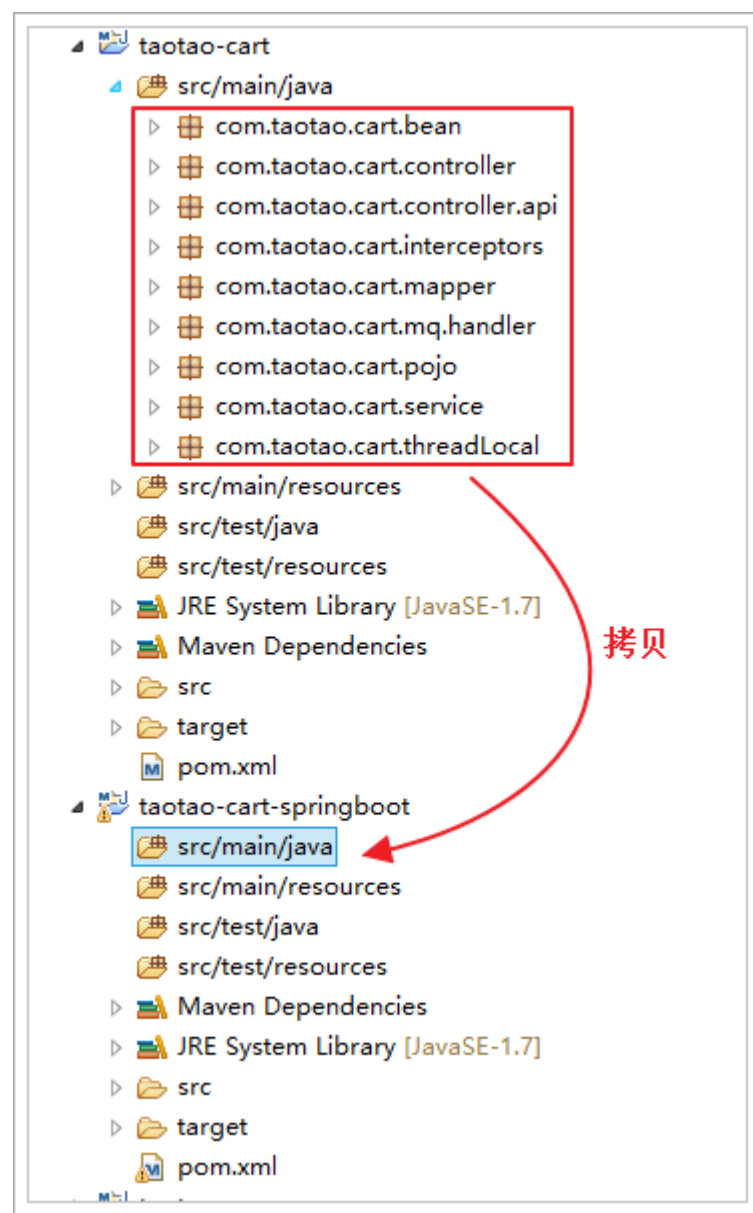 taotao-cart
src/main/java
com.taotao.cart.bean
com.taotao.cart.controller
com.taotao.cart.controller.api
com.taotao.cart.interceptors
com.taotao.cart.mapper
com.taotao.cart.mq.handler
com.taotao.cart.pojo
com.taotao.cart.service
com.taotao.cart.threadLocal
src/main/resources
src/test/java
src/test/resources
JRE System Library [JavaSE-1.7]
Maven Dependencies
拷贝
src
target
pom.xml
taotao-cart-springboot
src/main/java
src/main/resources
src/test/java
src/test/resources
Maven Dependencies
JRE System Library [JavaSE-1.7]
src
target
pom.xml